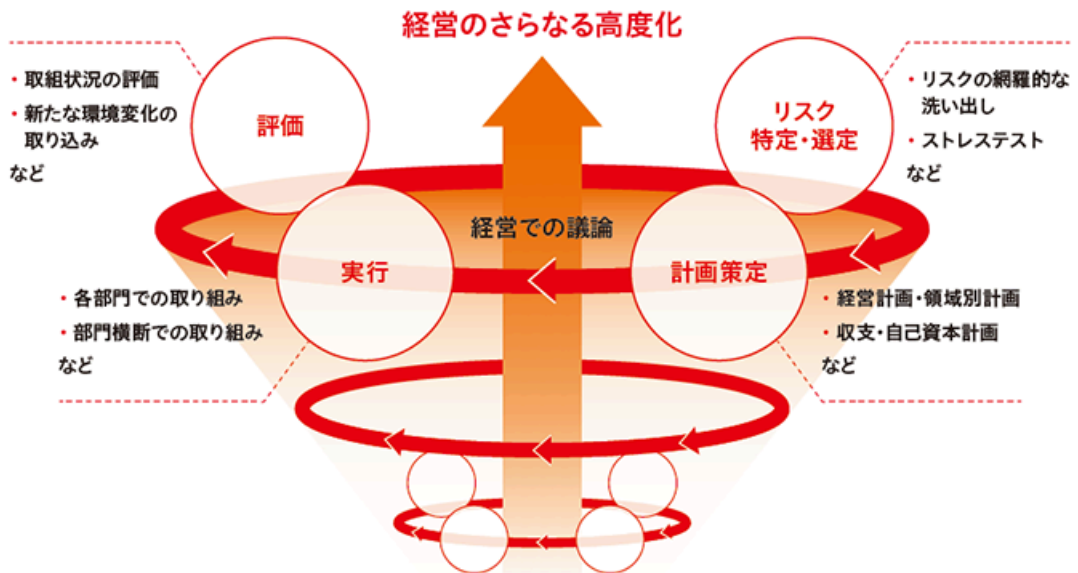 経営のさらなる高度化
・取組状況の評価
・新たな環境変化の
取り込み
など
評価
リスク
特定・選定
・リスクの網羅的な
洗い出し
・ストレステスト
など
経営での議論
実行
計画策定
・各部門での取り組み
・部門横断での取り組み
など
・経営計画・領域別計画
・収支・自己資本計画
など